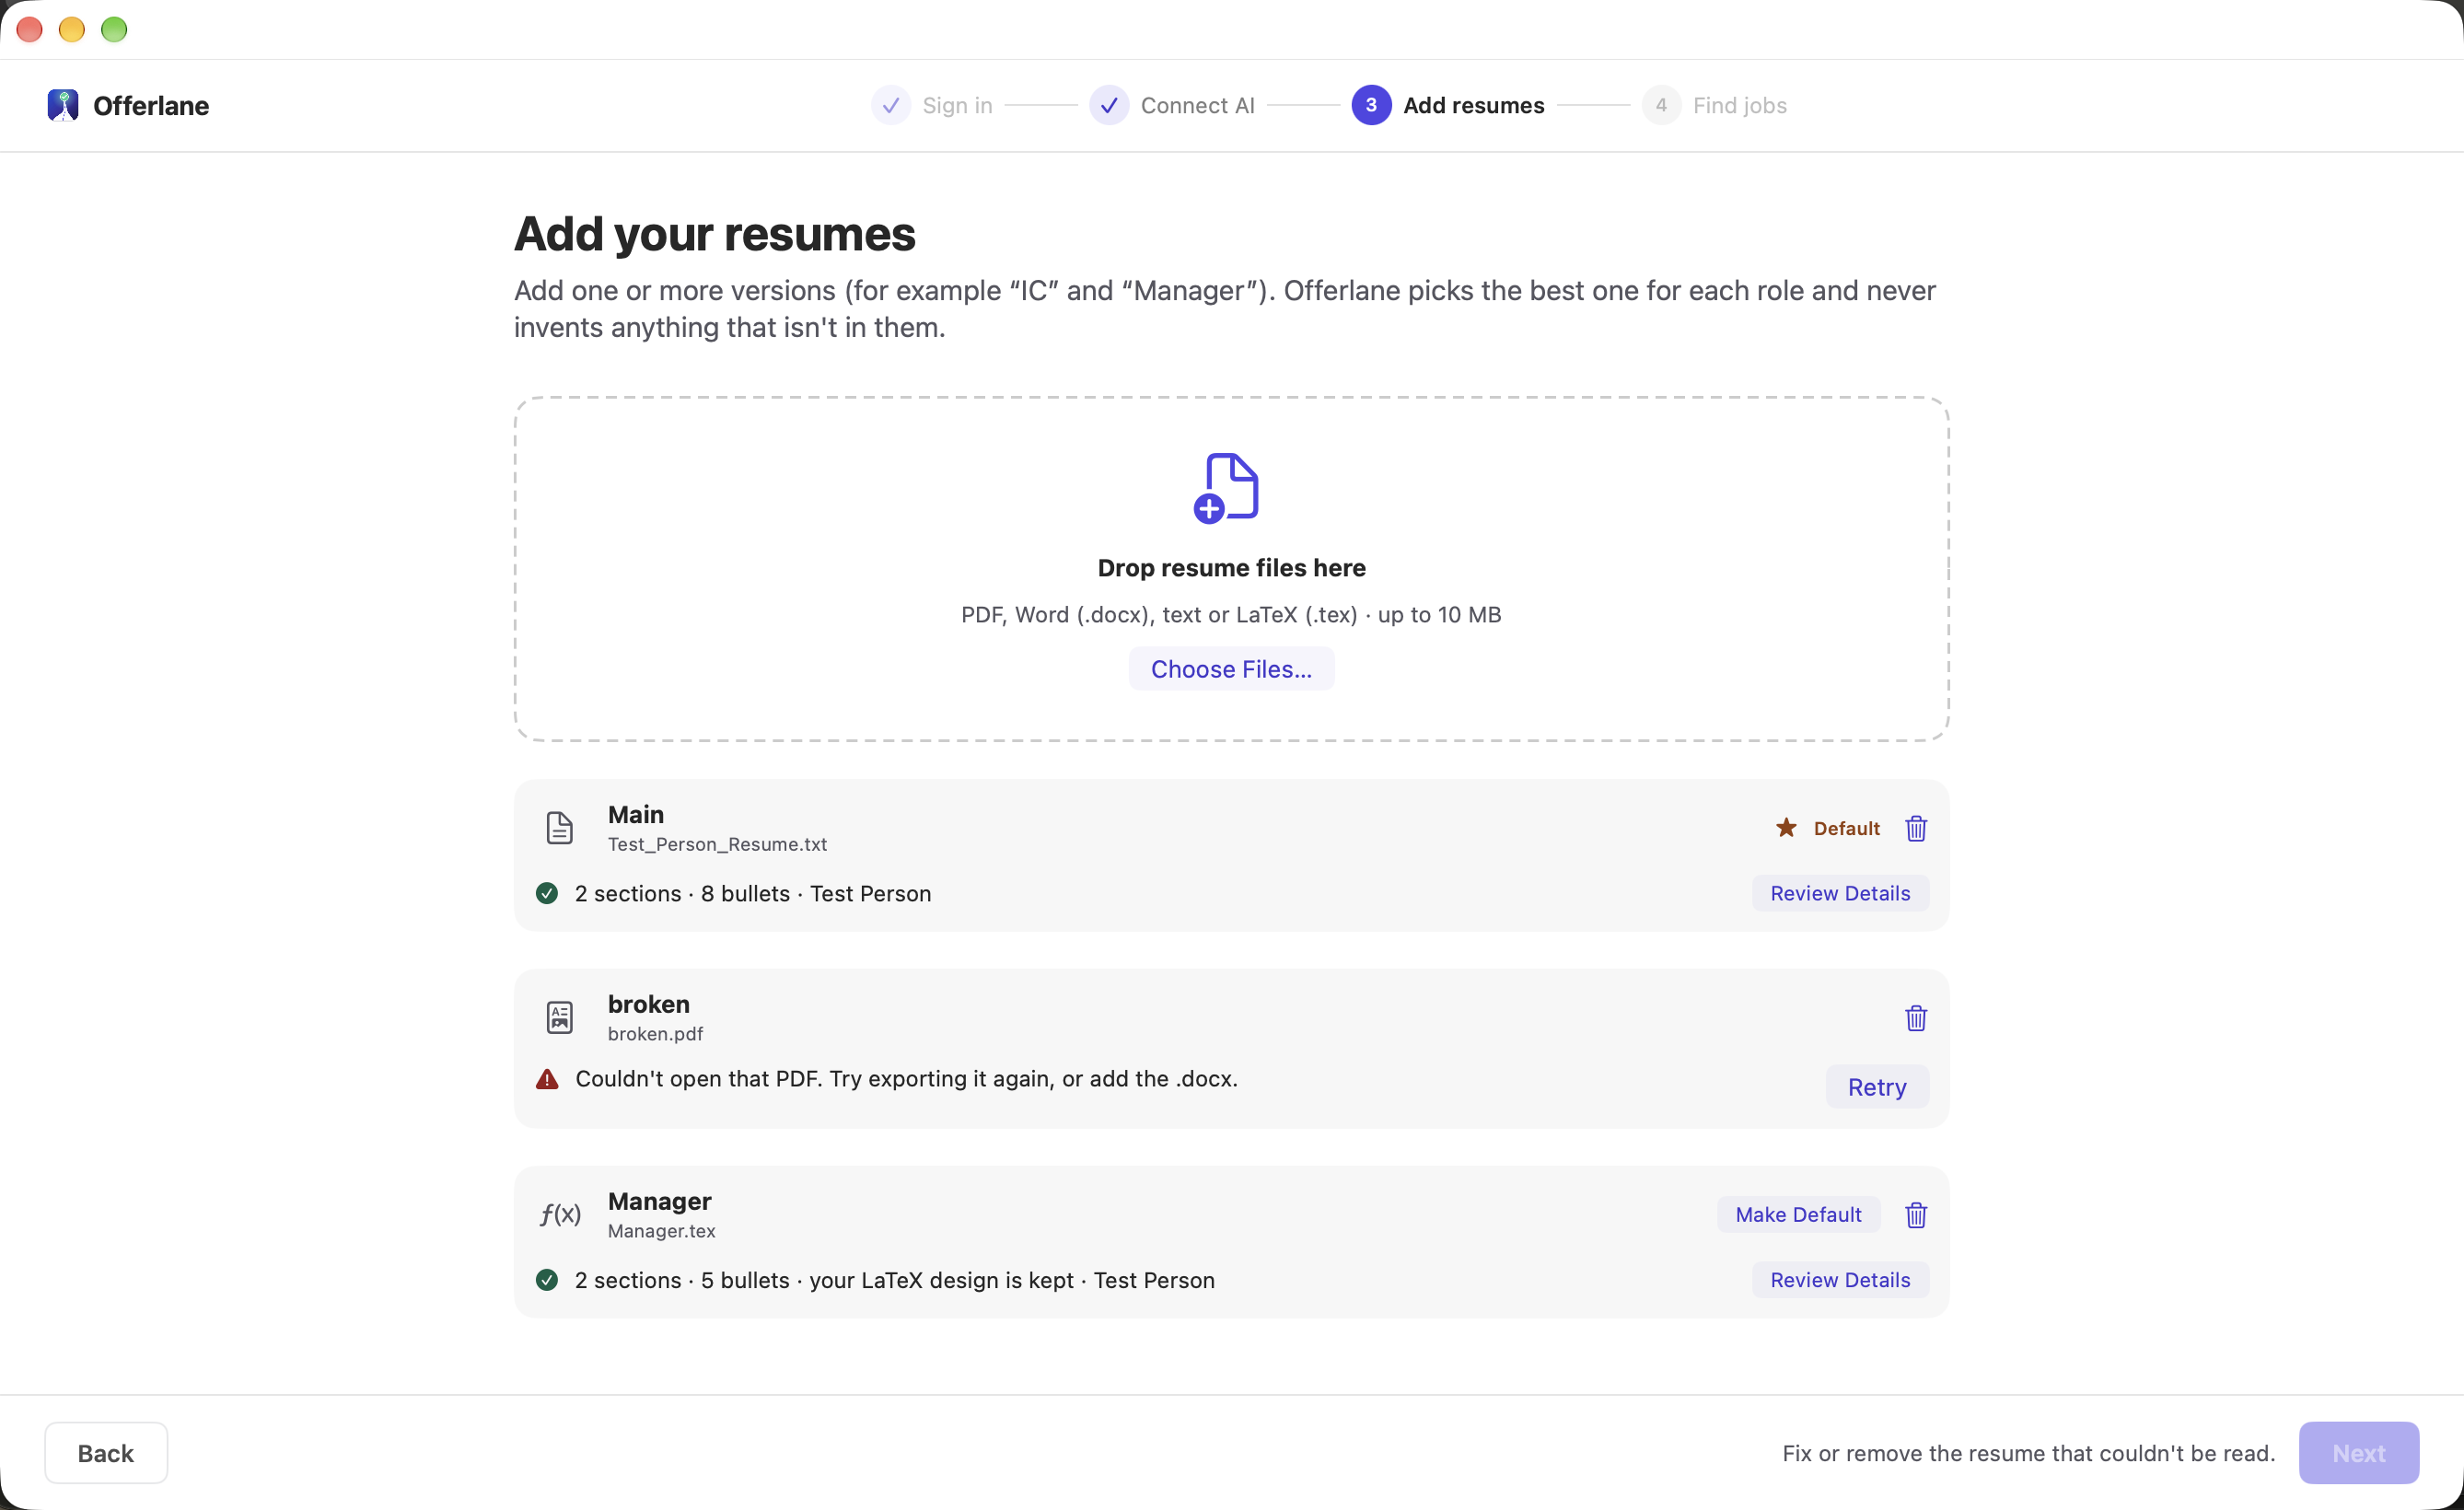 Offerlane
Sign in
Connect AI
3 Add resumes
4 Find jobs
Add your resumes
Add one or more versions (for example “IC” and “Manager”). Offerlane picks the best one for each role and never
invents anything that isn't in them.
Drop resume files here
PDF, Word (.docx), text or LaTeX (.tex) · up to 10 MB
Choose Files...
Main
Test_Person_Resume.txt
Default
2 sections · 8 bullets · Test Person
Review Details
broken
broken.pdf
Couldn't open that PDF. Try exporting it again, or add the .docx.
Retry
f(x)
Manager
Manager.tex
Make Default
2 sections · 5 bullets · your LaTeX design is kept · Test Person
Review Details
Back
Fix or remove the resume that couldn't be read.
Next